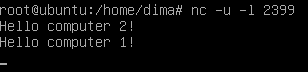 root@ubuntu:/home/dima# nc -u -l 2399
Hello computer 2!
Hello computer 1!